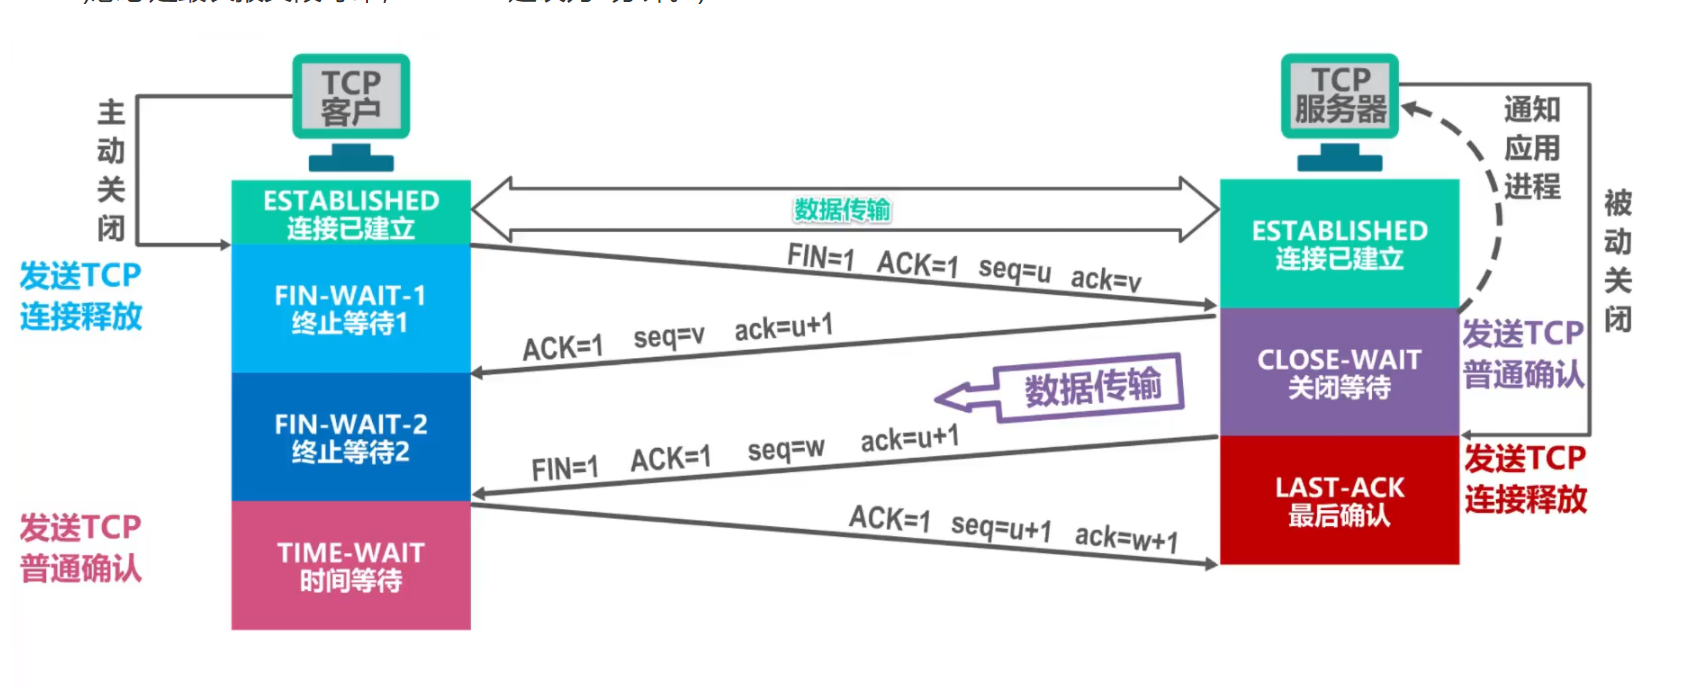 TCP
客户
TCP
服务器
主动关闭
通知
应用
进程
被动关闭
ESTABLISHED
连接已建立
数据传输
ESTABLISHED
连接已建立
发送TCP
连接释放
FIN=1 ACK=1 seq=u ack=v
FIN-WAIT-1
终止等待1
ACK=1 seq=v ack=u+1
发送TCP
普通确认
CLOSE-WAIT
关闭等待
数据传输
FIN-WAIT-2
终止等待2
FIN=1 ACK=1 seq=w ack=u+1
发送TCP
连接释放
LAST-ACK
最后确认
发送TCP
普通确认
ACK=1 seq=u+1 ack=w+1
TIME-WAIT
时间等待